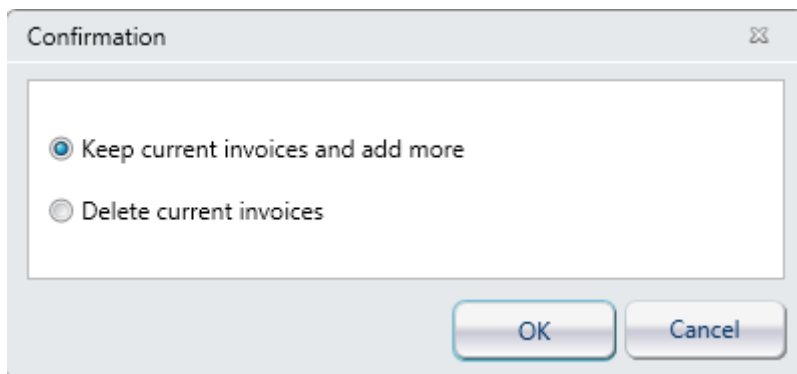 Confirmation
Keep current invoices and add more
Delete current invoices
OK
Cancel